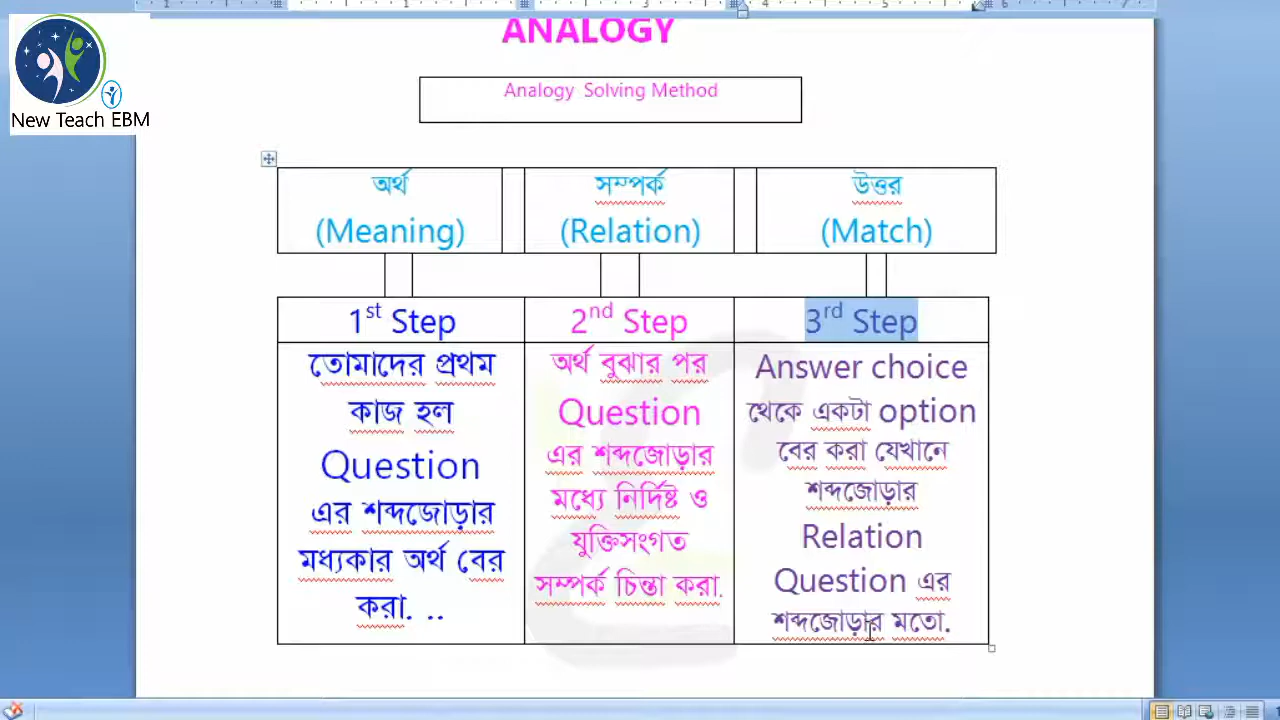 ANALOGY
New Teach EBM
Analogy Solving Method
অর্থ
(Meaning)
সম্পর্ক
(Relation)
উত্তর
(Match)
1st Step
2nd Step
3rd Step
তোমাদের প্রথম
কাজ হল
Question
এর শব্দজোড়ার
মধ্যকার অর্থ বের
করা. ..
অর্থ বুঝার পর
Question
এর শব্দজোড়ার
মধ্যে নির্দিষ্ট ও
যুক্তিসংগত
সম্পর্ক চিন্তা করা.
Answer choice
থেকে একটা option
বের করা যেখানে
শব্দজোড়ার
Relation
Question এর
শব্দজোড়ার মতো.